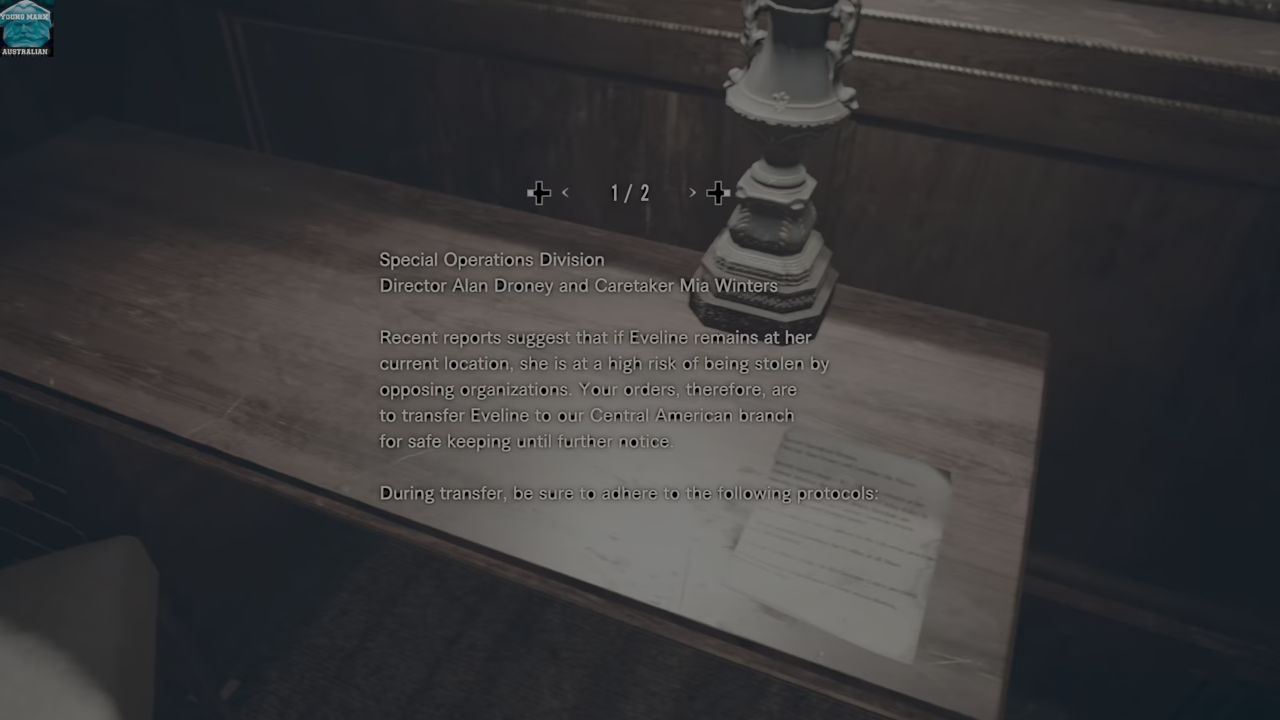 YOUNG MARK
AUSTRALIAN
< 1 / 2 >
Special Operations Division
Director Alan Droney and Caretaker Mia Winters
Recent reports suggest that if Eveline remains at her
current location, she is at a high risk of being stolen by
opposing organizations. Your orders, therefore, are
to transfer Eveline to our Central American branch
for safe keeping until further notice.
During transfer, be sure to adhere to the following protocols: